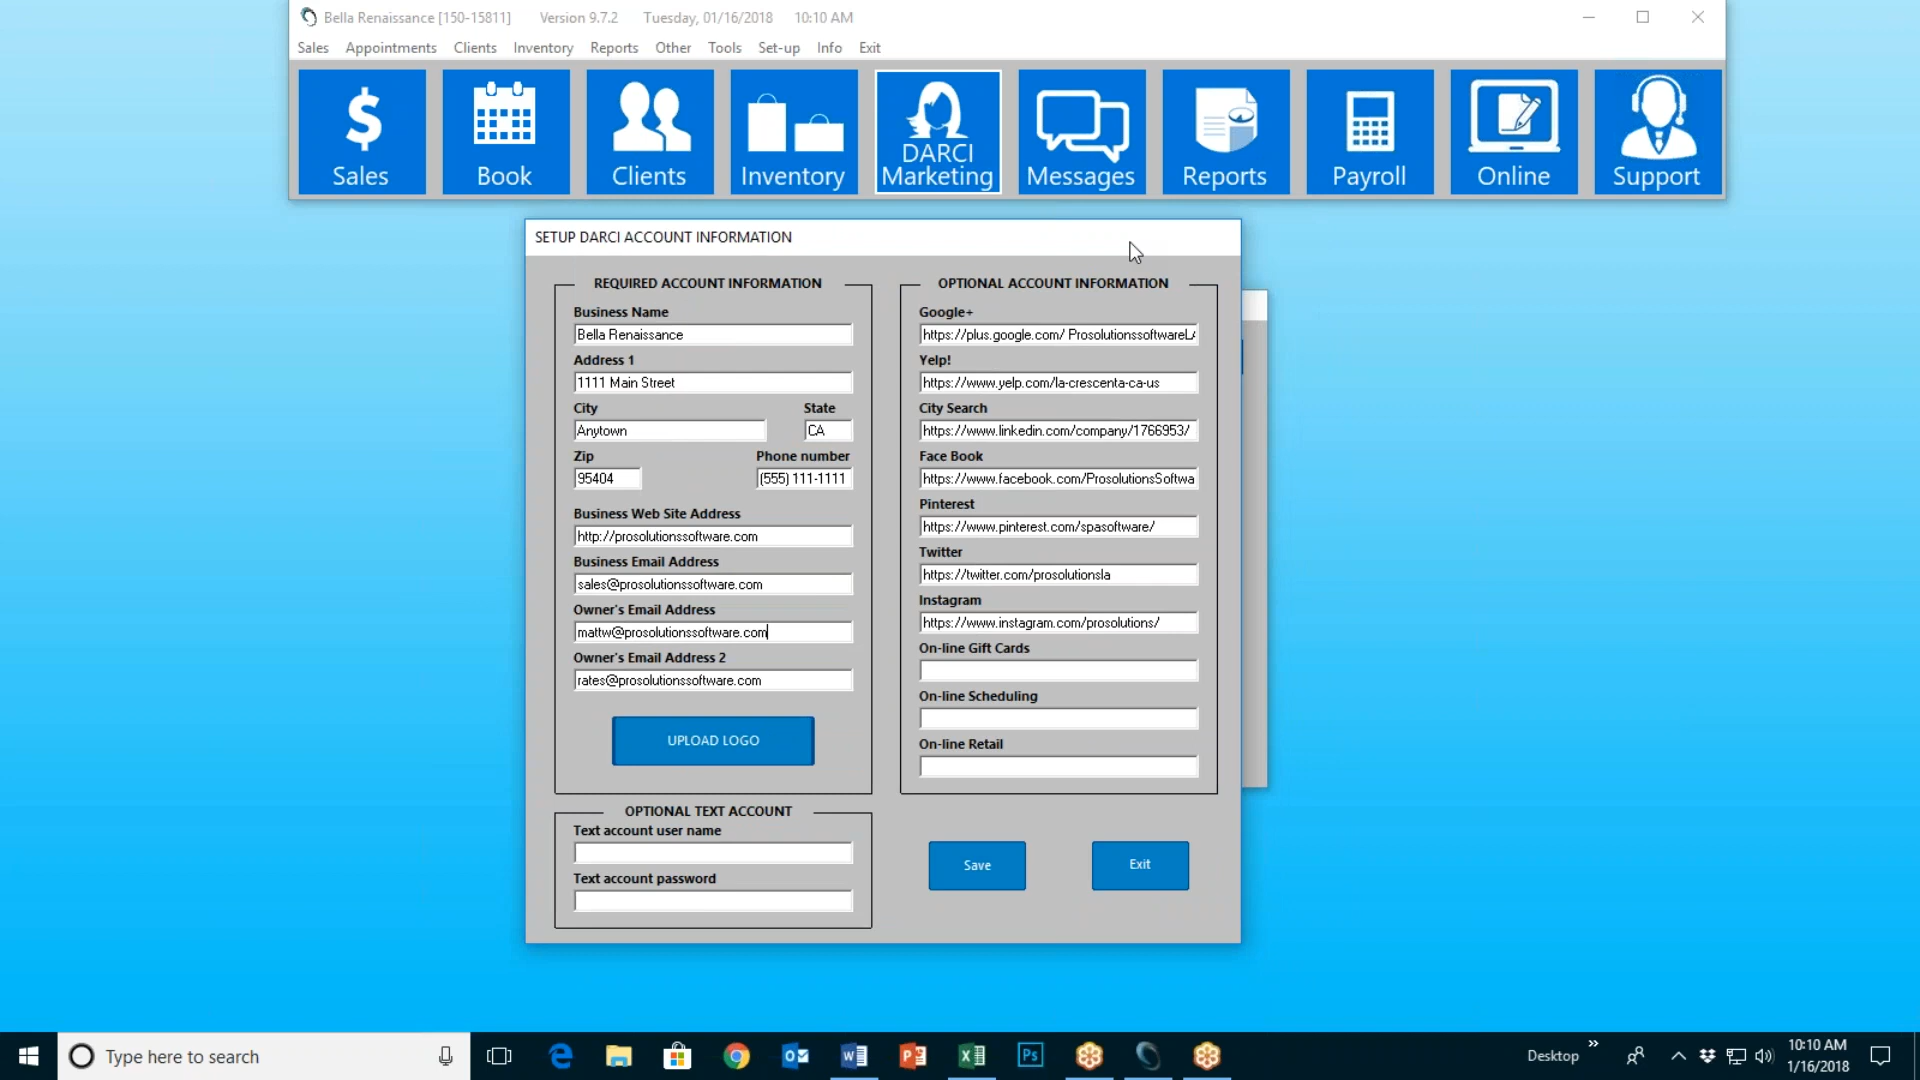 Bella Renaissance [150-15811] Version 9.7.2 Tuesday, 01/16/2018 10:10 AM
Sales Appointments Clients Inventory Reports Other Tools Set-up Info Exit
Sales
Book
Clients
Inventory
DARCI
Marketing
Messages
Reports
Payroll
Online
Support
SETUP DARCI ACCOUNT INFORMATION
REQUIRED ACCOUNT INFORMATION
Business Name
Bella Renaissance
Address 1
1111 Main Street
City State
Anytown CA
Zip Phone number
95404 (555) 111-1111
Business Web Site Address
http://prosolutionssoftware.com
Business Email Address
sales@prosolutionssoftware.com
Owner's Email Address
mattw@prosolutionssoftware.com
Owner's Email Address 2
rates@prosolutionssoftware.com
UPLOAD LOGO
OPTIONAL TEXT ACCOUNT
Text account user name
Text account password
OPTIONAL ACCOUNT INFORMATION
Google+
https://plus.google.com/ ProsolutionssoftwareL
Yelp!
https://www.yelp.com/la-crescenta-ca-us
City Search
https://www.linkedin.com/company/1766953/
Face Book
https://www.facebook.com/ProsolutionsSoftwa
Pinterest
https://www.pinterest.com/spasoftware/
Twitter
https://twitter.com/prosolutionsla
Instagram
https://www.instagram.com/prosolutions/
On-line Gift Cards
On-line Scheduling
On-line Retail
Save Exit
Type here to search
Ps
Desktop
10:10 AM
1/16/2018